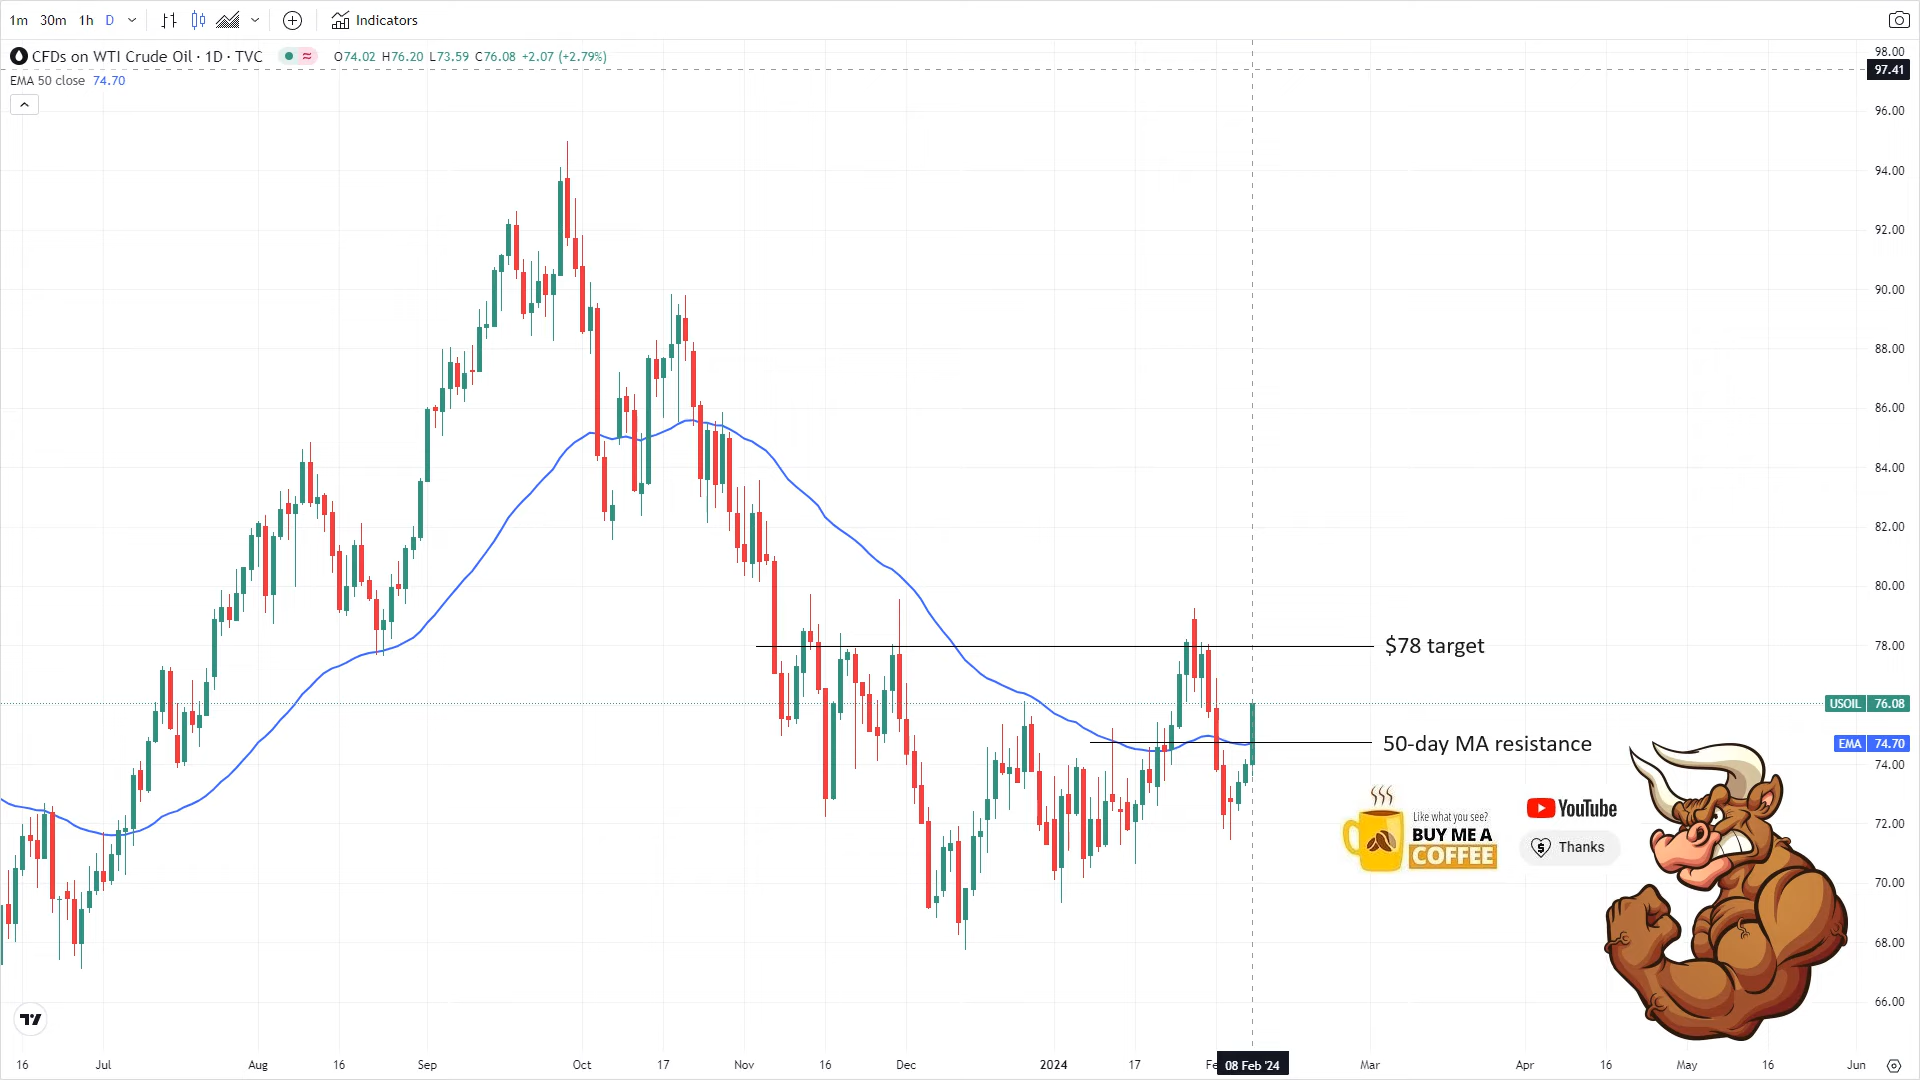 1m 30m 1h D Indicators
CFDs on WTI Crude Oil · 1D · TVC O74.02 H76.20 L73.59 C76.08 +2.07 (+2.79%)
EMA 50 close 74.70
98.00
97.41
96.00
94.00
92.00
90.00
88.00
86.00
84.00
82.00
80.00
$78 target
78.00
USOIL 76.08
50-day MA resistance
EMA 74.70
74.00
Like what you see?
BUY ME A
COFFEE
YouTube
Thanks
72.00
70.00
68.00
66.00
16 Jul Aug 16 Sep Oct 17 Nov 16 Dec 2024 17 08 Feb '24 Mar Apr 16 May 16 Jun